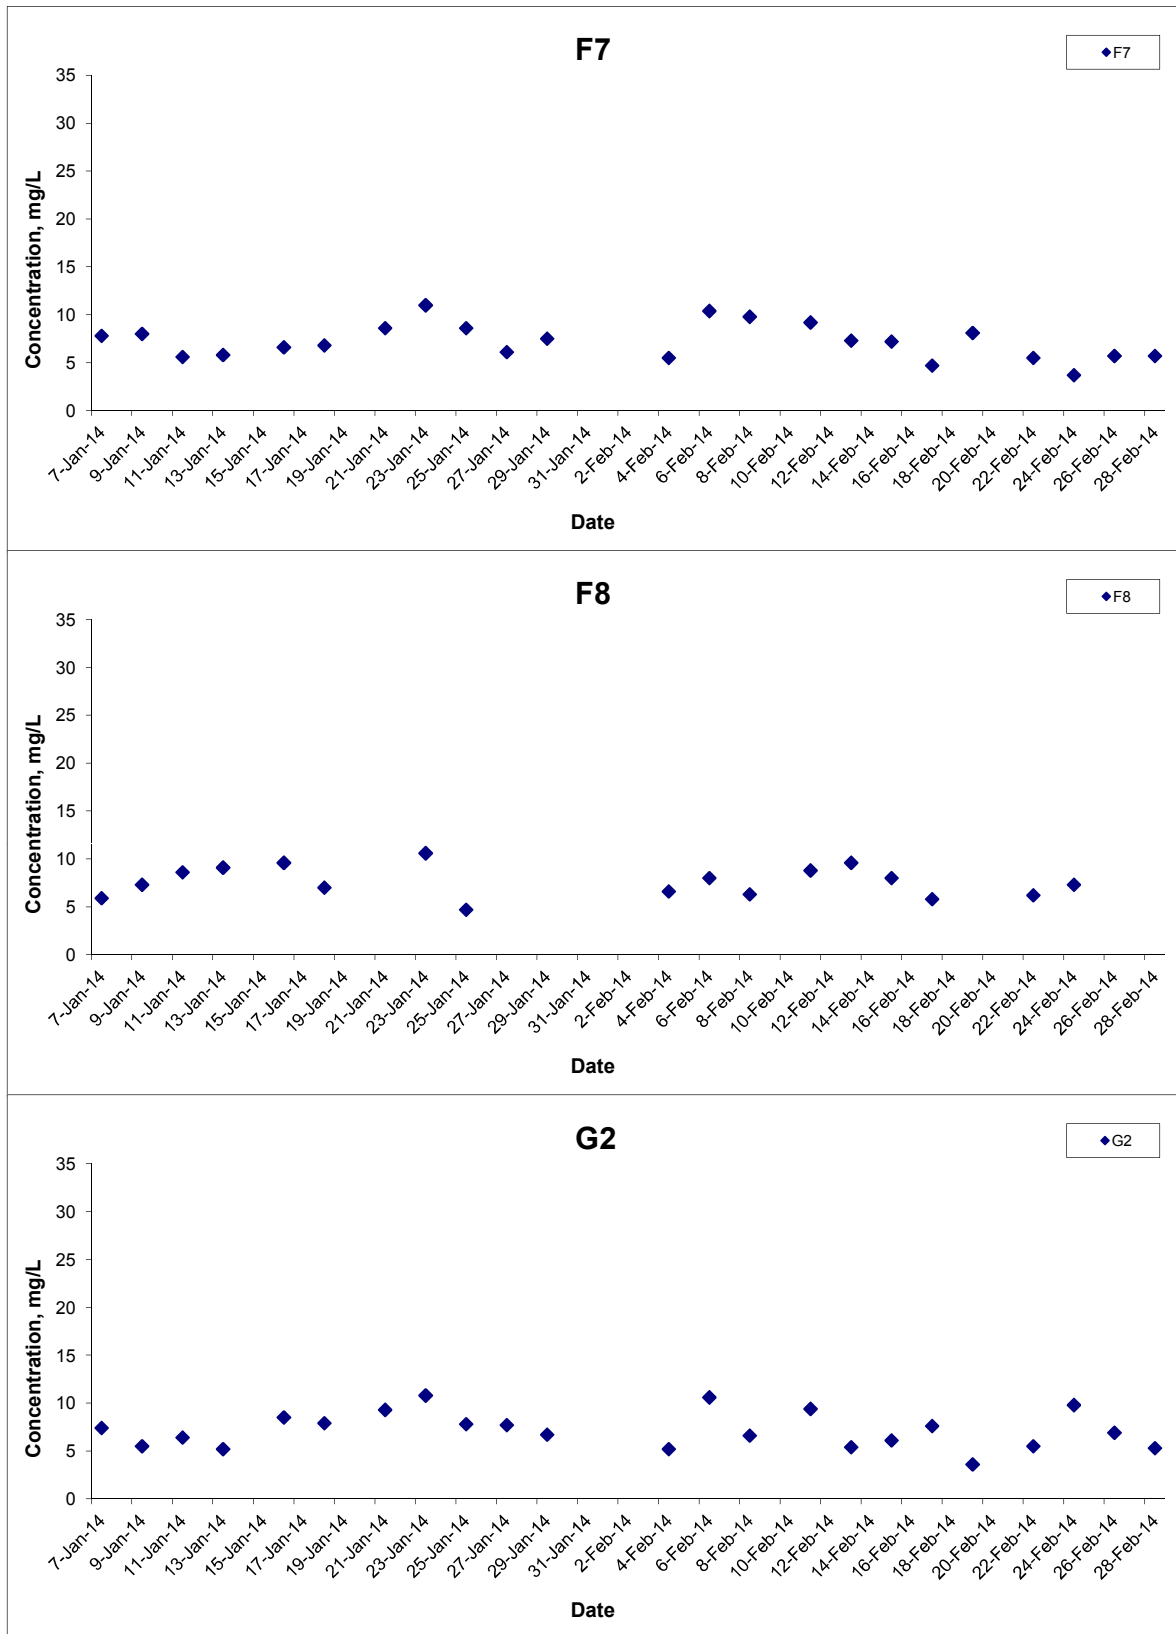 F7
F7
35
30
25
20
15
10
5
0
Concentration, mg/L
7-Jan-14
9-Jan-14
11-Jan-14
13-Jan-14
15-Jan-14
17-Jan-14
19-Jan-14
21-Jan-14
23-Jan-14
25-Jan-14
27-Jan-14
29-Jan-14
31-Jan-14
2-Feb-14
4-Feb-14
6-Feb-14
8-Feb-14
10-Feb-14
12-Feb-14
14-Feb-14
16-Feb-14
18-Feb-14
20-Feb-14
22-Feb-14
24-Feb-14
26-Feb-14
28-Feb-14
Date
F8
F8
35
30
25
20
15
10
5
0
Concentration, mg/L
7-Jan-14
9-Jan-14
11-Jan-14
13-Jan-14
15-Jan-14
17-Jan-14
19-Jan-14
21-Jan-14
23-Jan-14
25-Jan-14
27-Jan-14
29-Jan-14
31-Jan-14
2-Feb-14
4-Feb-14
6-Feb-14
8-Feb-14
10-Feb-14
12-Feb-14
14-Feb-14
16-Feb-14
18-Feb-14
20-Feb-14
22-Feb-14
24-Feb-14
26-Feb-14
28-Feb-14
Date
G2
G2
35
30
25
20
15
10
5
0
Concentration, mg/L
7-Jan-14
9-Jan-14
11-Jan-14
13-Jan-14
15-Jan-14
17-Jan-14
19-Jan-14
21-Jan-14
23-Jan-14
25-Jan-14
27-Jan-14
29-Jan-14
31-Jan-14
2-Feb-14
4-Feb-14
6-Feb-14
8-Feb-14
10-Feb-14
12-Feb-14
14-Feb-14
16-Feb-14
18-Feb-14
20-Feb-14
22-Feb-14
24-Feb-14
26-Feb-14
28-Feb-14
Date